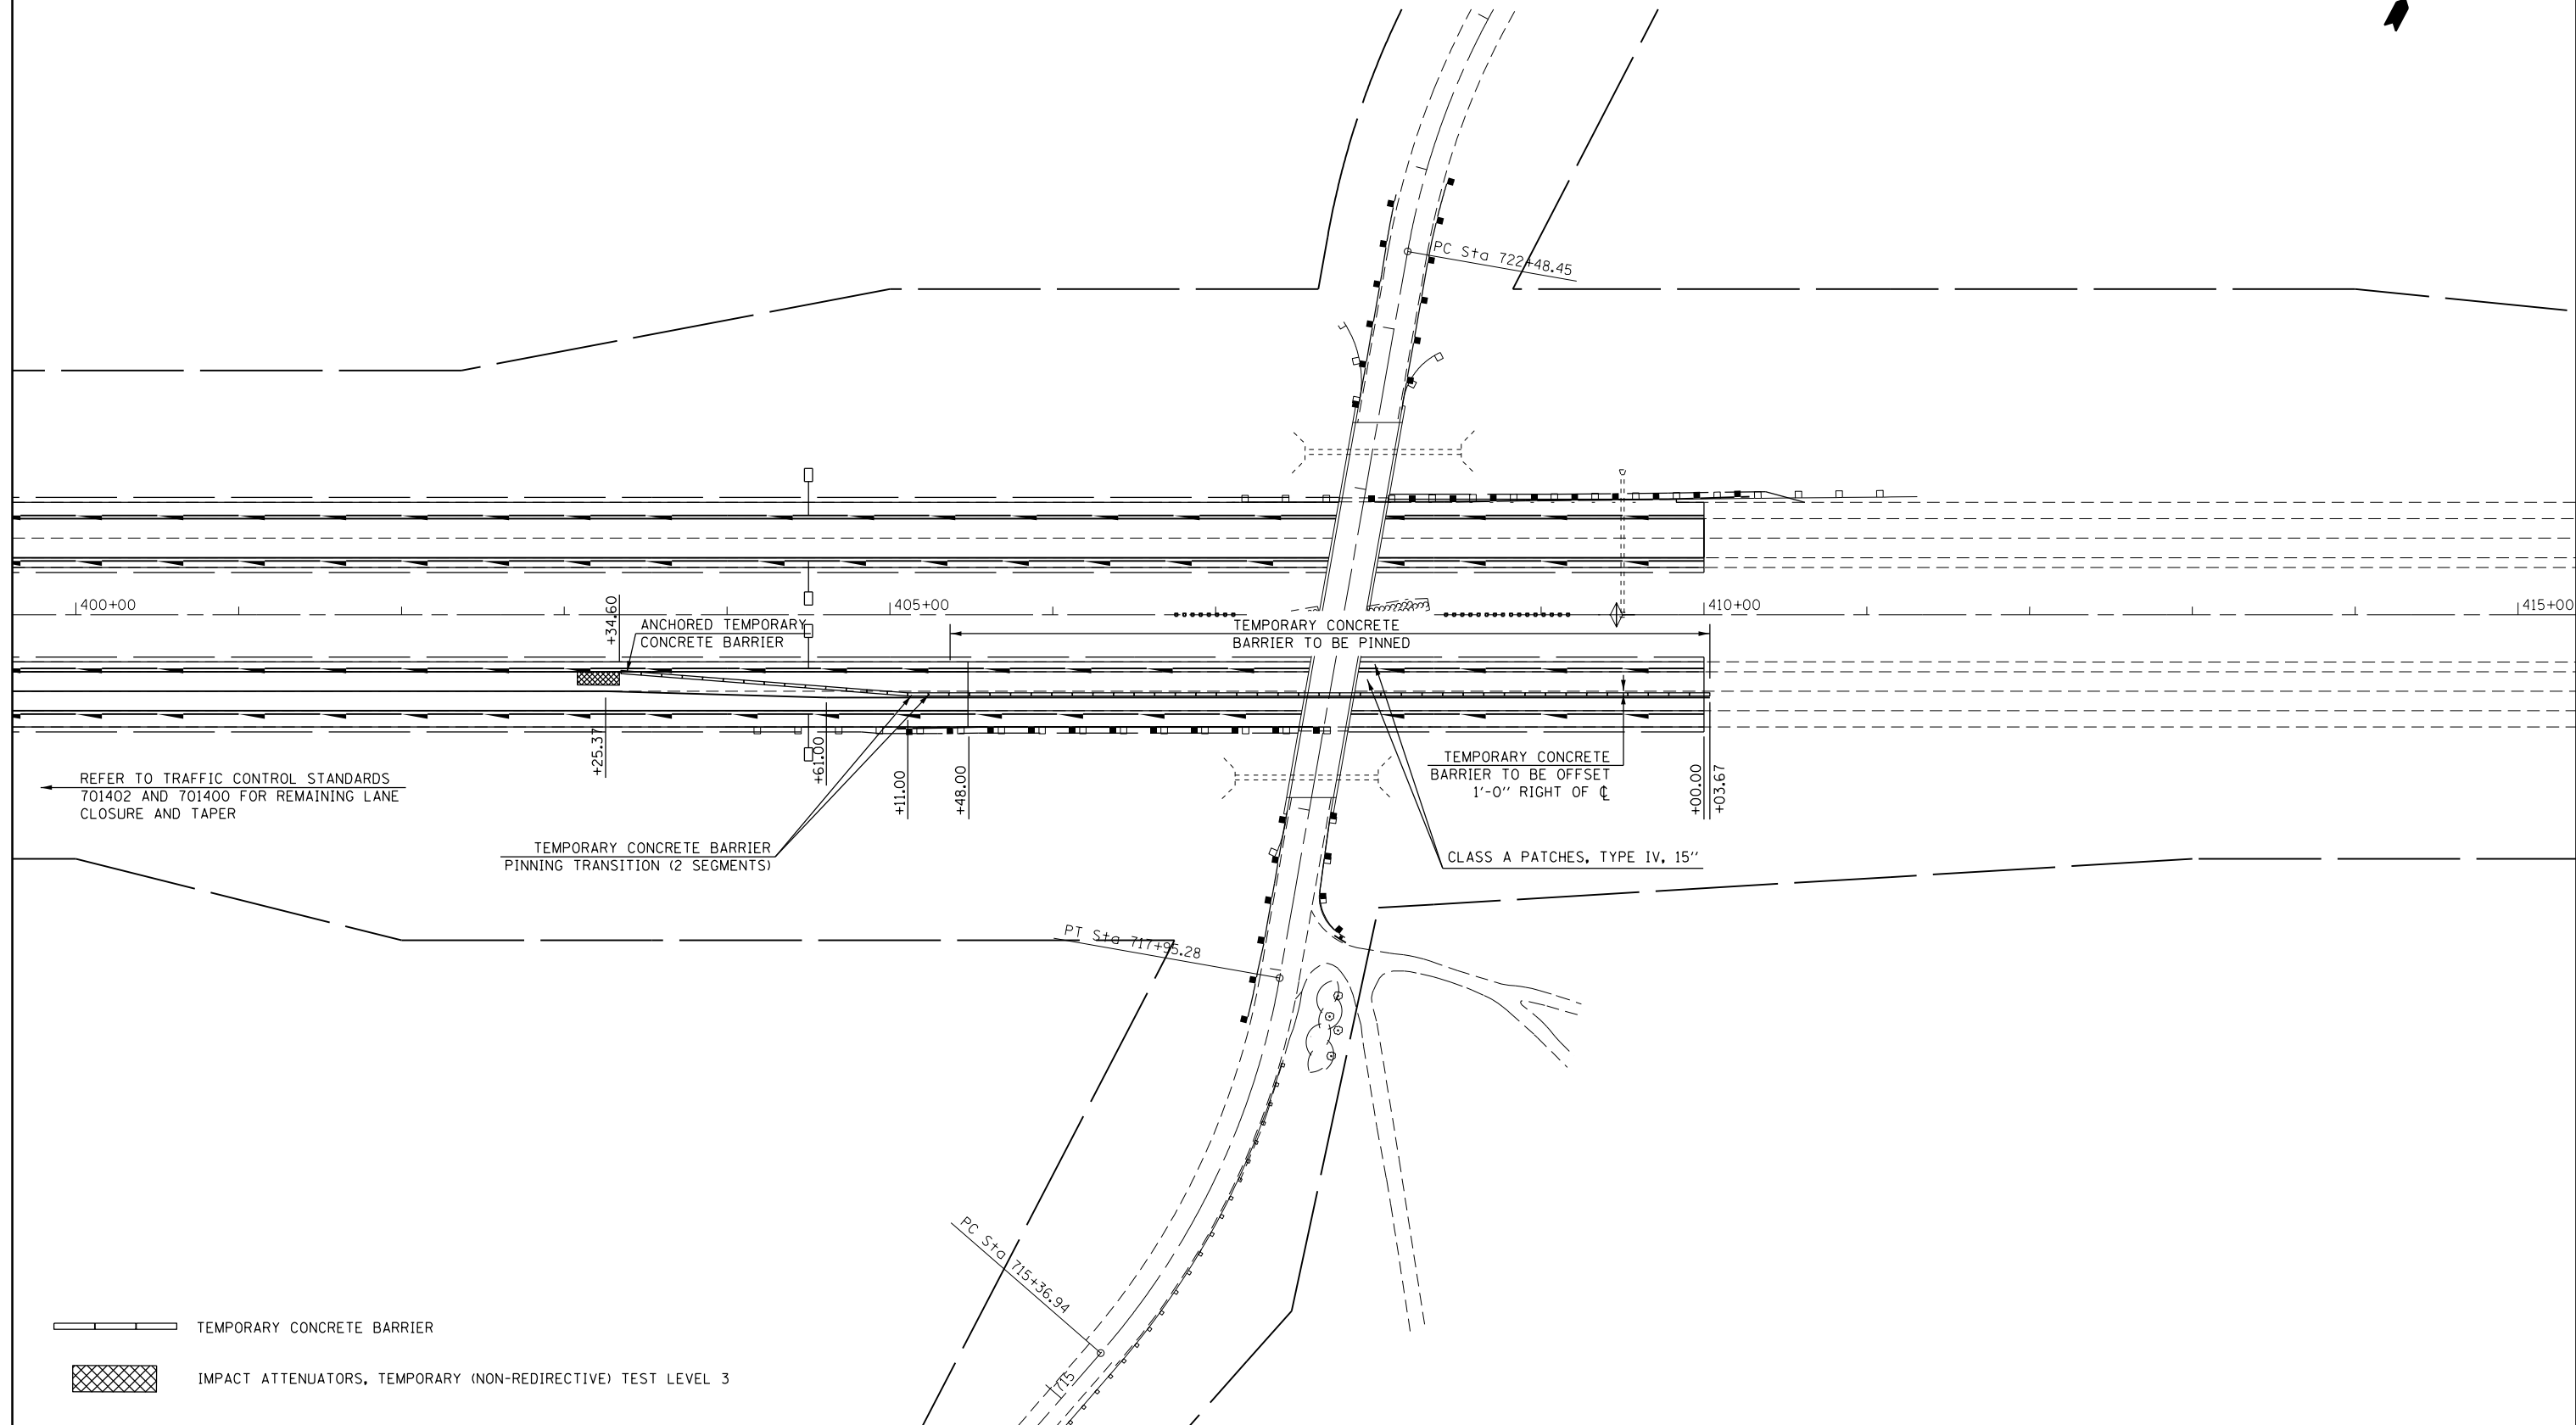 PC Sta 722+48.45
400+00
405+00
410+00
415+00
+34.60
ANCHORED TEMPORARY
CONCRETE BARRIER
TEMPORARY CONCRETE
BARRIER TO BE PINNED
+25.37
+61.00
+11.00
+48.00
TEMPORARY CONCRETE
BARRIER TO BE OFFSET
1'-0" RIGHT OF ℄
+00.00
+03.67
REFER TO TRAFFIC CONTROL STANDARDS
701402 AND 701400 FOR REMAINING LANE
CLOSURE AND TAPER
TEMPORARY CONCRETE BARRIER
PINNING TRANSITION (2 SEGMENTS)
CLASS A PATCHES, TYPE IV, 15"
PT Sta 717+95.28
PC Sta 715+36.94
715
TEMPORARY CONCRETE BARRIER
IMPACT ATTENUATORS, TEMPORARY (NON-REDIRECTIVE) TEST LEVEL 3